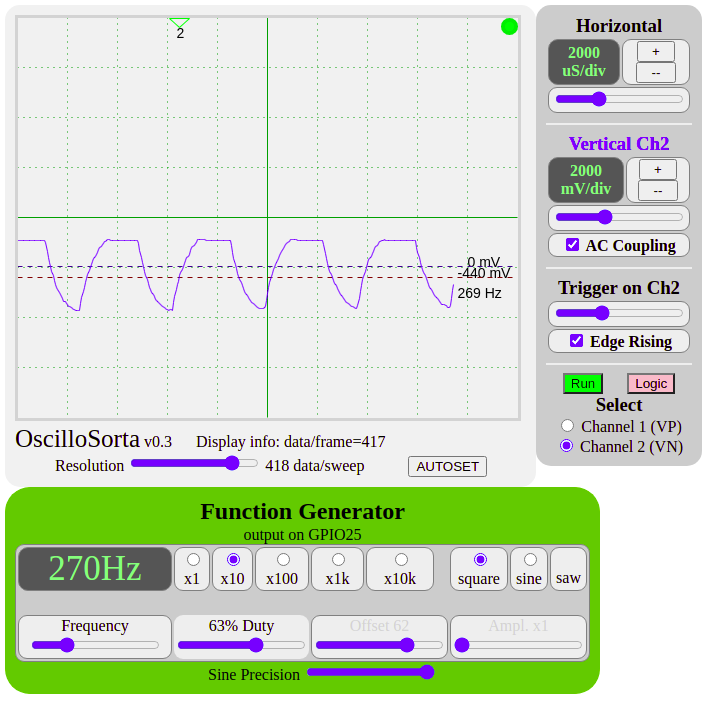 2
0 mV
-440 mV
269 Hz
OscilloSorta v0.3 Display info: data/frame=417
Resolution 418 data/sweep AUTOSET
Horizontal
2000
uS/div
+
--
Vertical Ch2
2000
mV/div
+
--
AC Coupling
Trigger on Ch2
Edge Rising
Run Logic
Select
Channel 1 (VP)
Channel 2 (VN)
Function Generator
output on GPIO25
270Hz
x1 x10 x100 x1k x10k square sine saw
Frequency 63% Duty Offset 62 Ampl. x1
Sine Precision